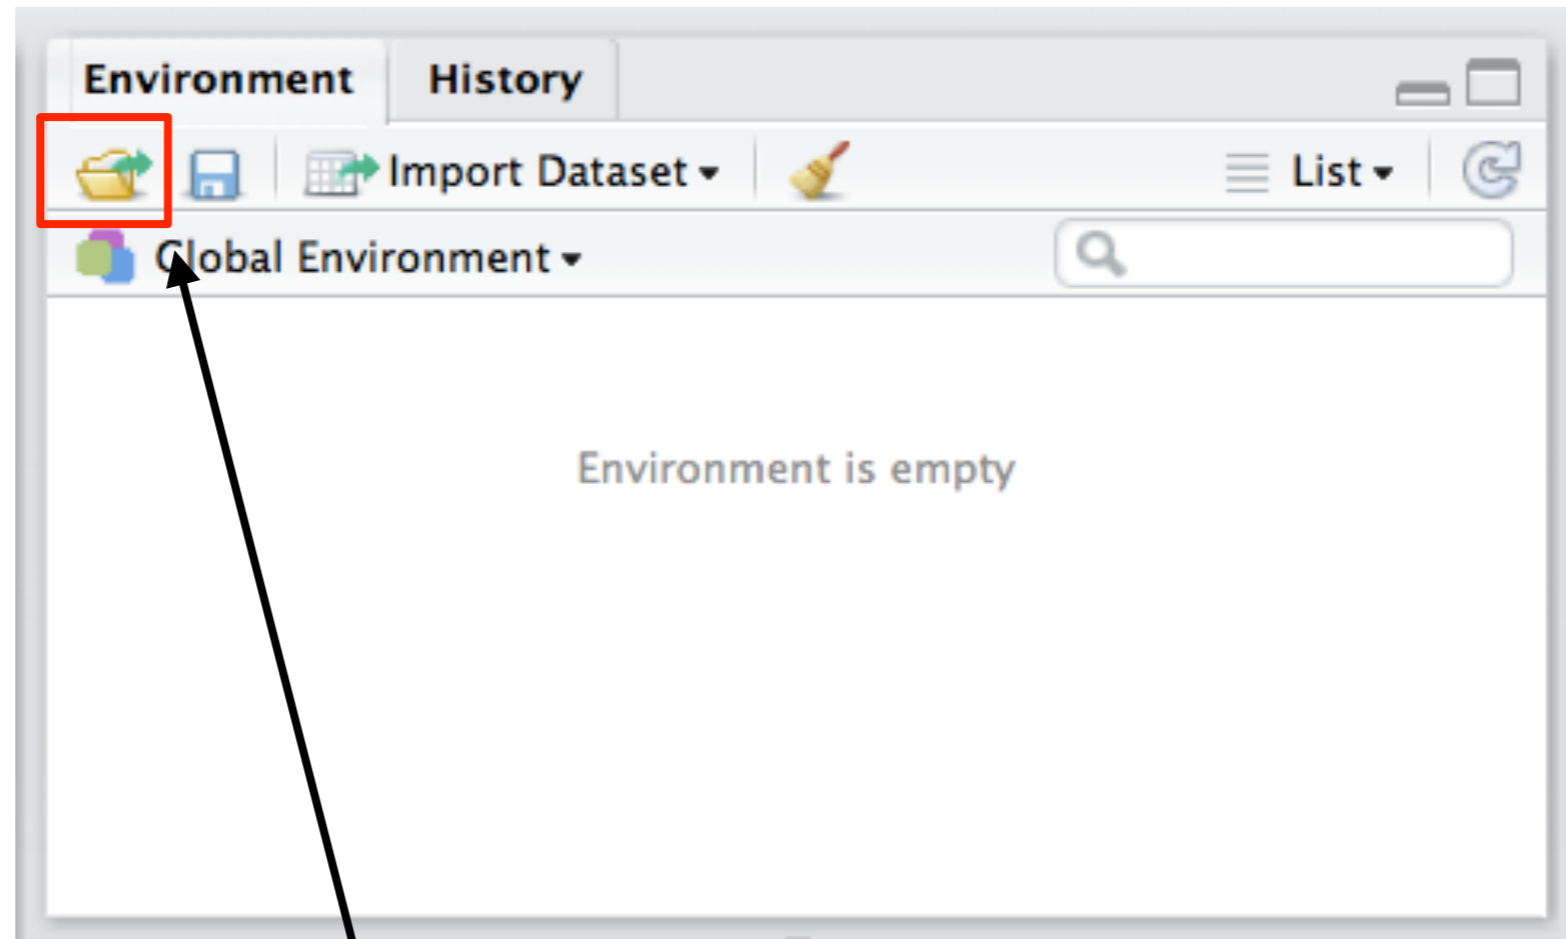 Environment History
Import Dataset List
Global Environment
Environment is empty